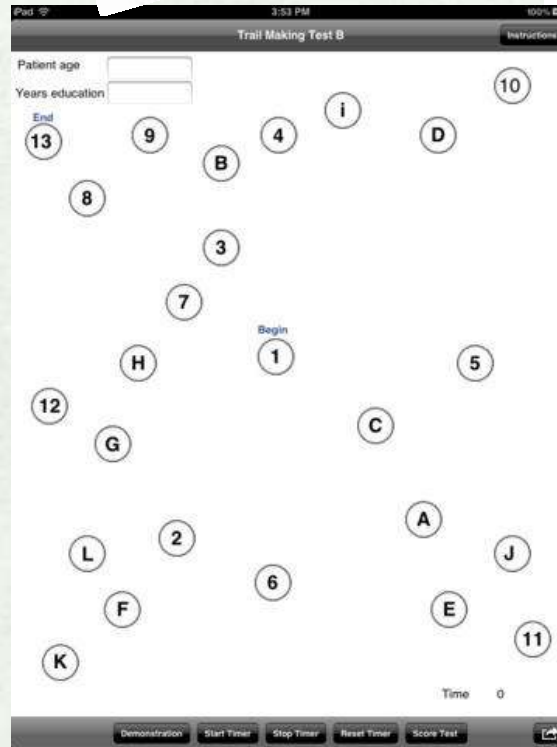 iPad 3:53 PM 100%
Trail Making Test B Instructions
Patient age
Years education
10
i
End
13 9 4 D
B
8
3
7
Begin
H 1 5
12
C
G
A
2
L J
6
F E
11
K
Time 0
Demonstration Start Timer Stop Timer Reset Timer Score Test